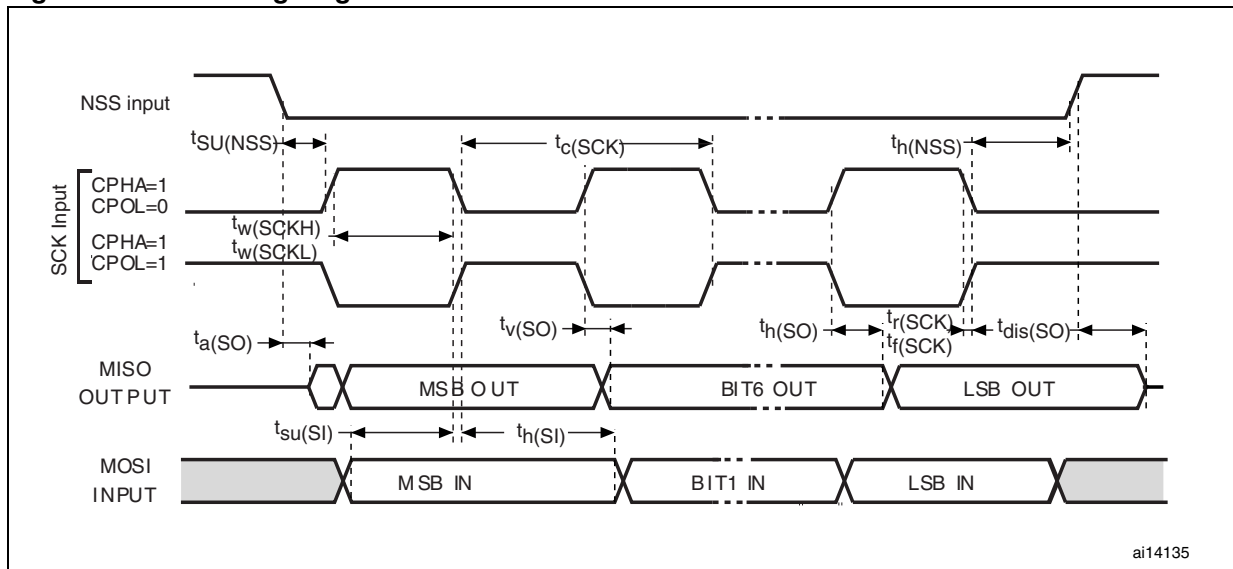 NSS input
tSU(NSS)
tc(SCK)
th(NSS)
SCK Input
CPHA=1
CPOL=0
tw(SCKH)
tw(SCKL)
CPHA=1
CPOL=1
ta(SO)
tv(SO)
th(SO)
tr(SCK)
tf(SCK)
tdis(SO)
MISO
OUTPUT
MSB OUT
BIT6 OUT
LSB OUT
tsu(SI)
th(SI)
MOSI
INPUT
MSB IN
BIT1 IN
LSB IN
ai14135